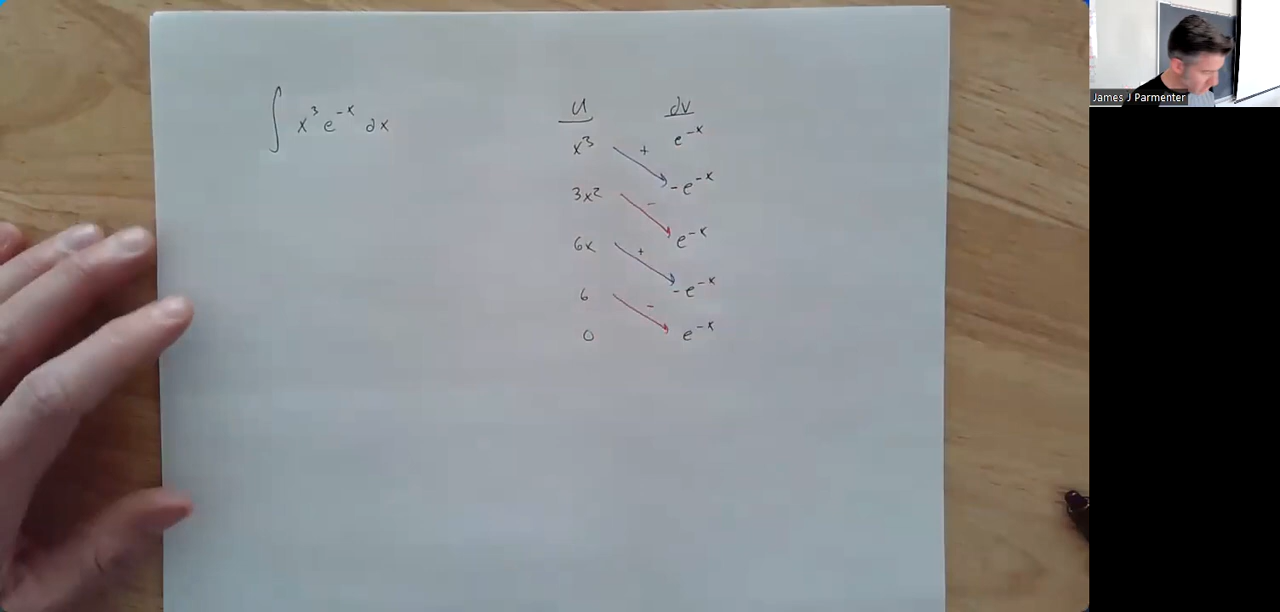 ∫ x³ e⁻ˣ dx
u dv
x³ + e⁻ˣ
3x² − -e⁻ˣ
6x + e⁻ˣ
6 − -e⁻ˣ
0 e⁻ˣ
James J Parmenter